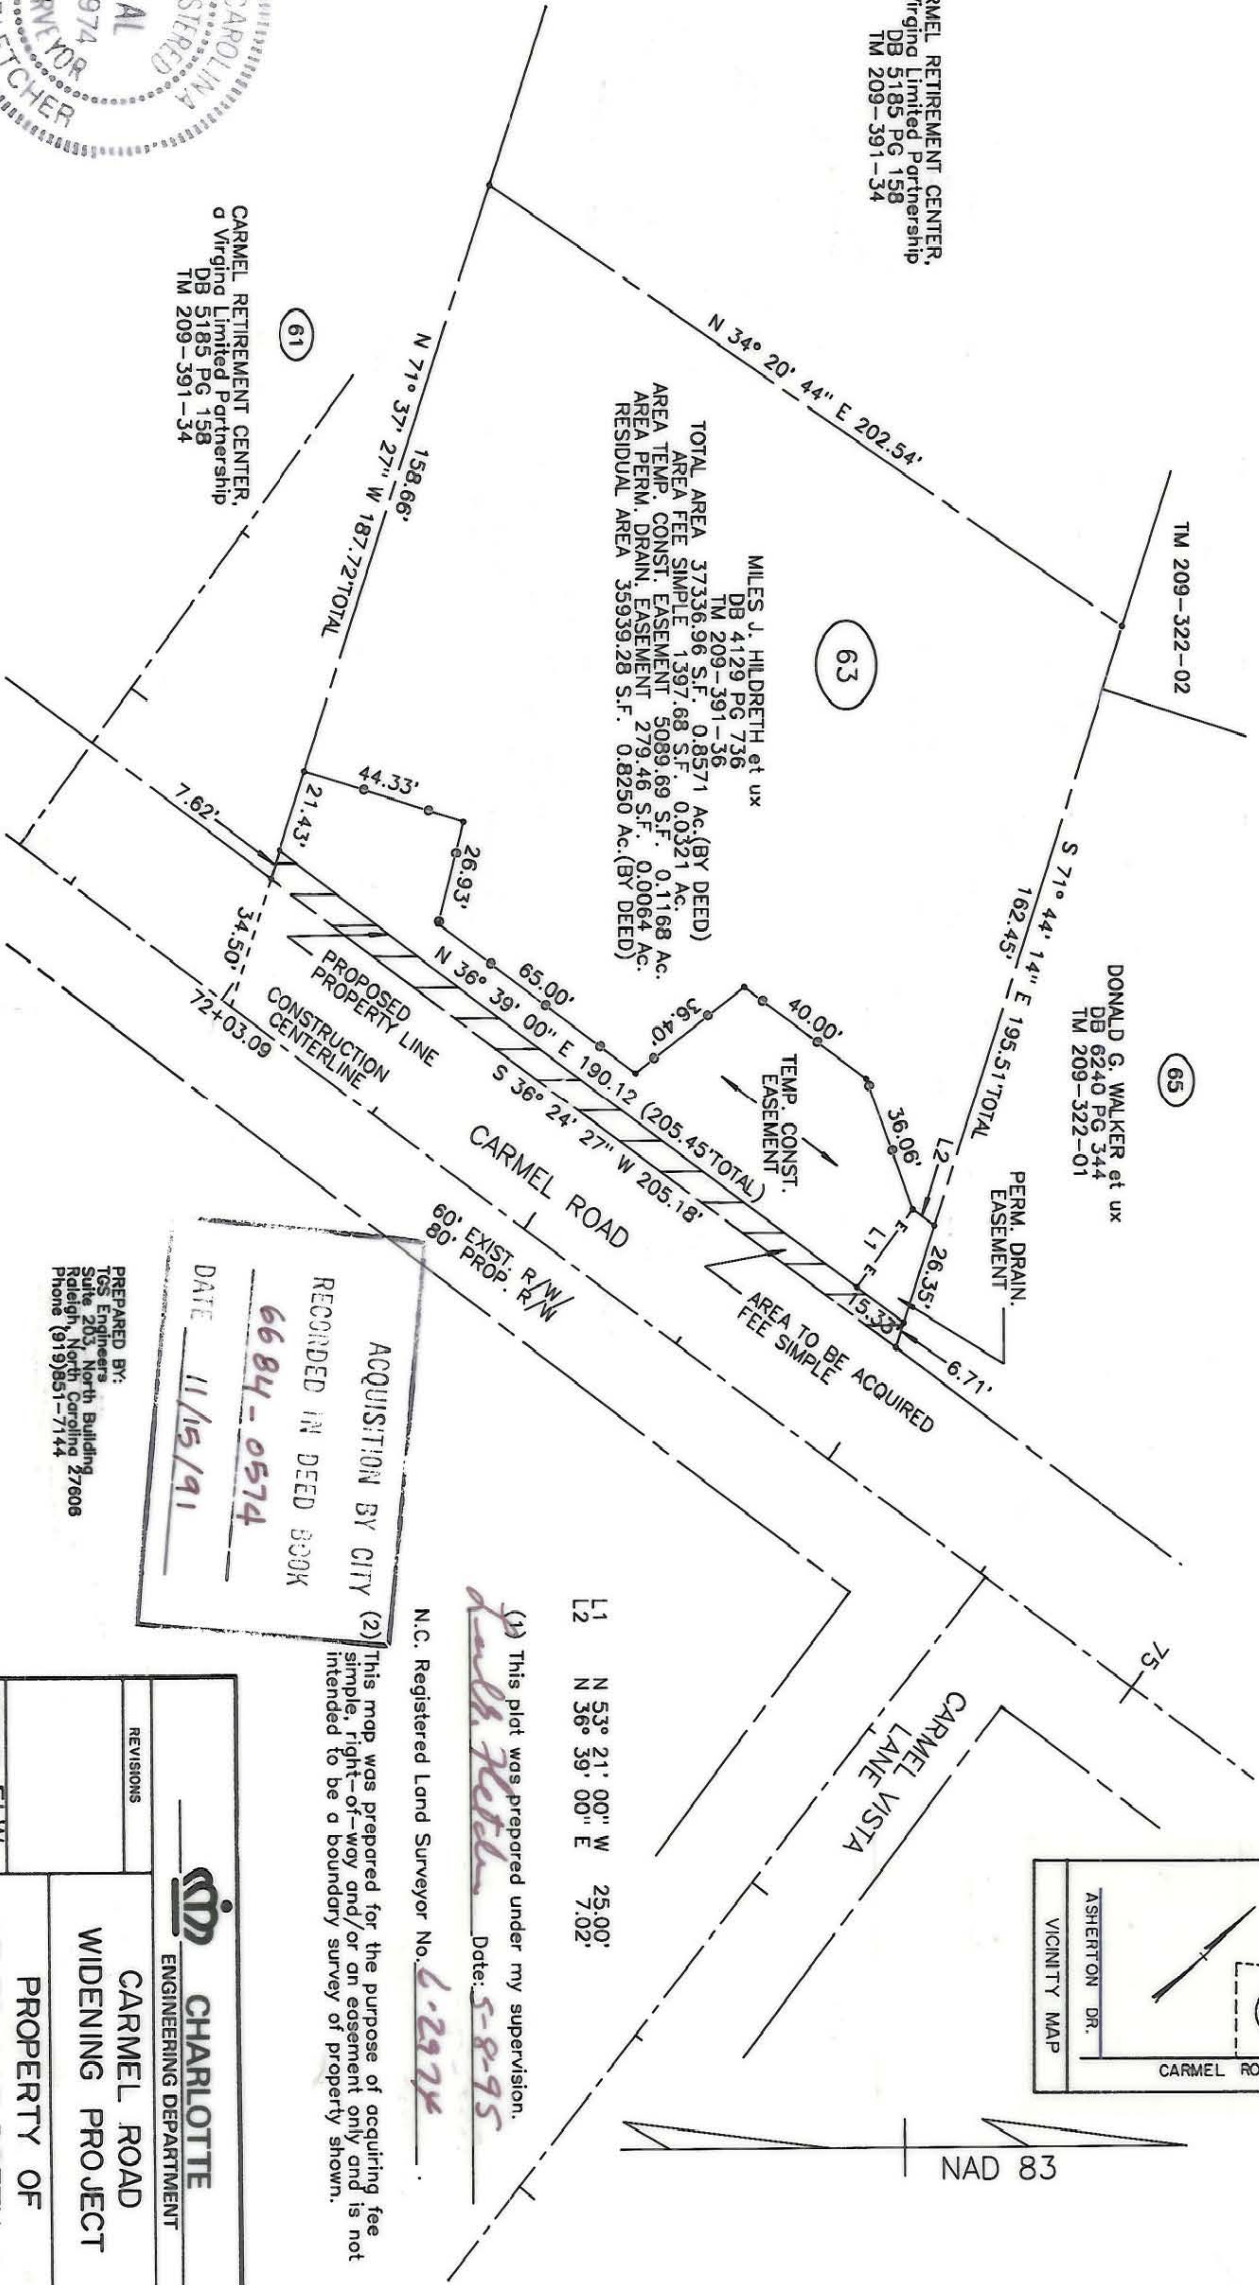 RMEL RETIREMENT CENTER,
Virgina Limited Partnership
DB 5185 PG 158
TM 209-391-34
TM 209-322-02
N 34° 20' 44" E 202.54'
63
MILES J. HILDRETH et ux
DB 4129 PG 736
TM 209-391-36
TOTAL AREA 37336.96 S.F. 0.8571 Ac.(BY DEED)
AREA FEE SIMPLE 1397.68 S.F. 0.0321 Ac.
AREA TEMP. CONST. EASEMENT 5089.69 S.F. 0.1168 Ac.
AREA PERM. DRAIN. EASEMENT 279.46 S.F. 0.0064 Ac.
RESIDUAL AREA 35939.28 S.F. 0.8250 Ac.(BY DEED)
65
DONALD G. WALKER et ux
DB 6240 PG 344
TM 209-322-01
S 71° 44' 14" E 195.51'TOTAL
162.45'
PERM. DRAIN.
EASEMENT
L2
26.35'
36.06'
40.00'
36.40'
TEMP. CONST.
EASEMENT
E L1 E
15.33'
6.71'
AREA TO BE ACQUIRED
FEE SIMPLE
158.66'
N 71° 37' 27" W 187.72'TOTAL
61
CARMEL RETIREMENT CENTER,
a Virgina Limited Partnership
DB 5185 PG 158
TM 209-391-34
44.33'
26.93'
21.43'
7.62'
34.50'
72+03.09
65.00'
N 36° 39' 00" E 190.12 (205.45'TOTAL)
S 36° 24' 27" W 205.18'
PROPOSED
PROPERTY LINE
CONSTRUCTION
CENTERLINE
CARMEL ROAD
60' EXIST. R/W
80' PROP. R/W
75
CARMEL VISTA
LANE
CAROLINA
STERED
AL
974
RVEYOR
ETCHER
L1 N 53° 21' 00" W 25.00'
L2 N 36° 39' 00" E 7.02'
(1) This plat was prepared under my supervision.
Date: 5-8-95
N.C. Registered Land Surveyor No. L-2974.
(2) This map was prepared for the purpose of acquiring fee
simple, right-of-way and/or an easement only and is not
intended to be a boundary survey of property shown.
ACQUISITION BY CITY
RECORDED IN DEED BOOK
6684-0574
DATE 11/15/91
PREPARED BY:
TGS Engineers
Suite 203, North Building
Raleigh, North Carolina 27606
Phone (919)851-7144
ASHERTON DR.
CARMEL RO
VICINITY MAP
NAD 83
CHARLOTTE
ENGINEERING DEPARTMENT
REVISIONS
CARMEL ROAD
WIDENING PROJECT
PROPERTY OF